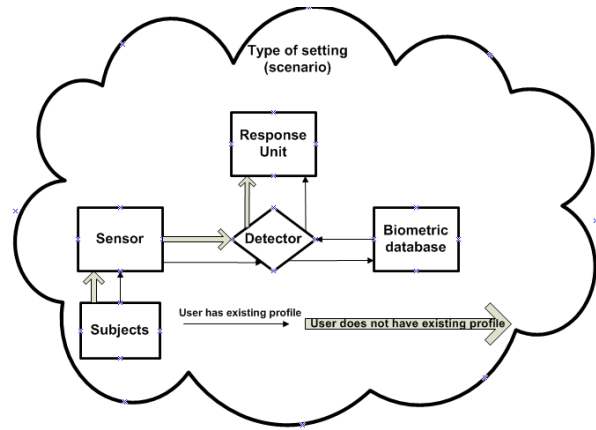 Type of setting
(scenario)
Response
Unit
Sensor
Detector
Biometric
database
Subjects
User has existing profile
User does not have existing profile